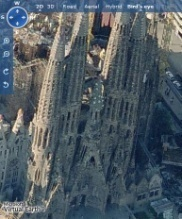 W
2D 3D Road Aerial Hybrid Bird's eye
Virtual Earth